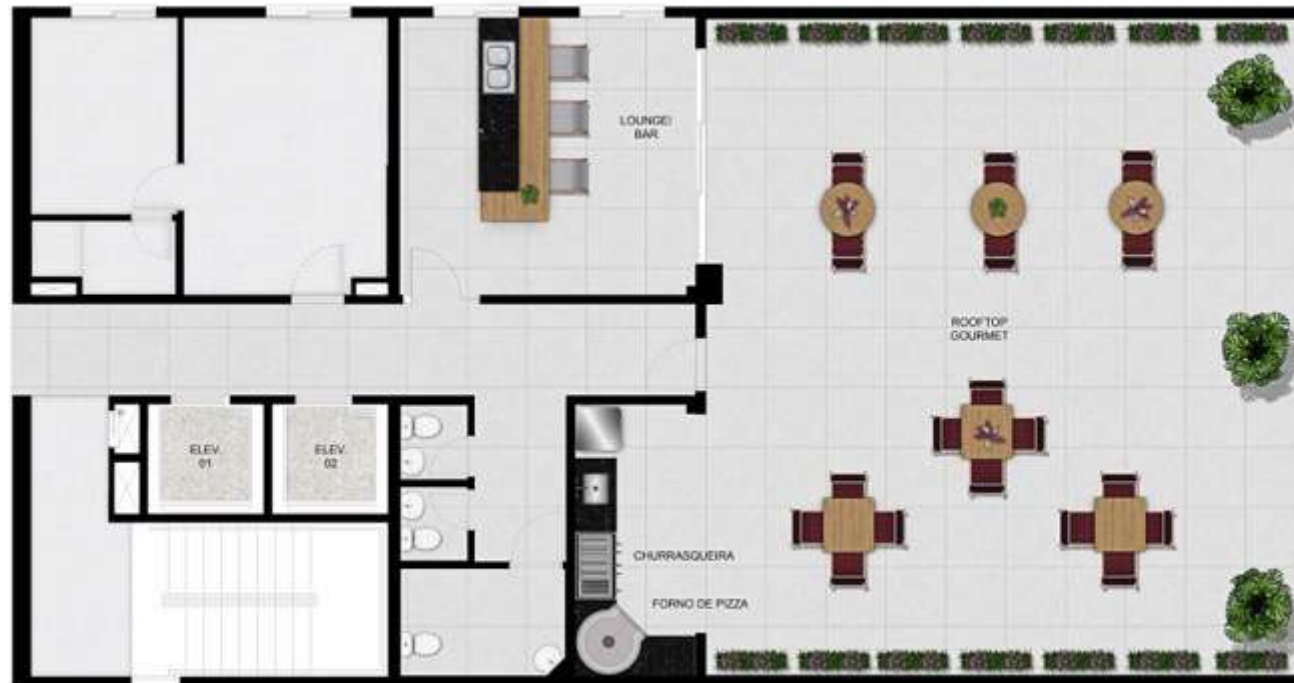 LOUNGE/
BAR
ROOFTOP
GOURMET
ELEV.
01
ELEV.
02
CHURRASQUEIRA
FORNO DE PIZZA